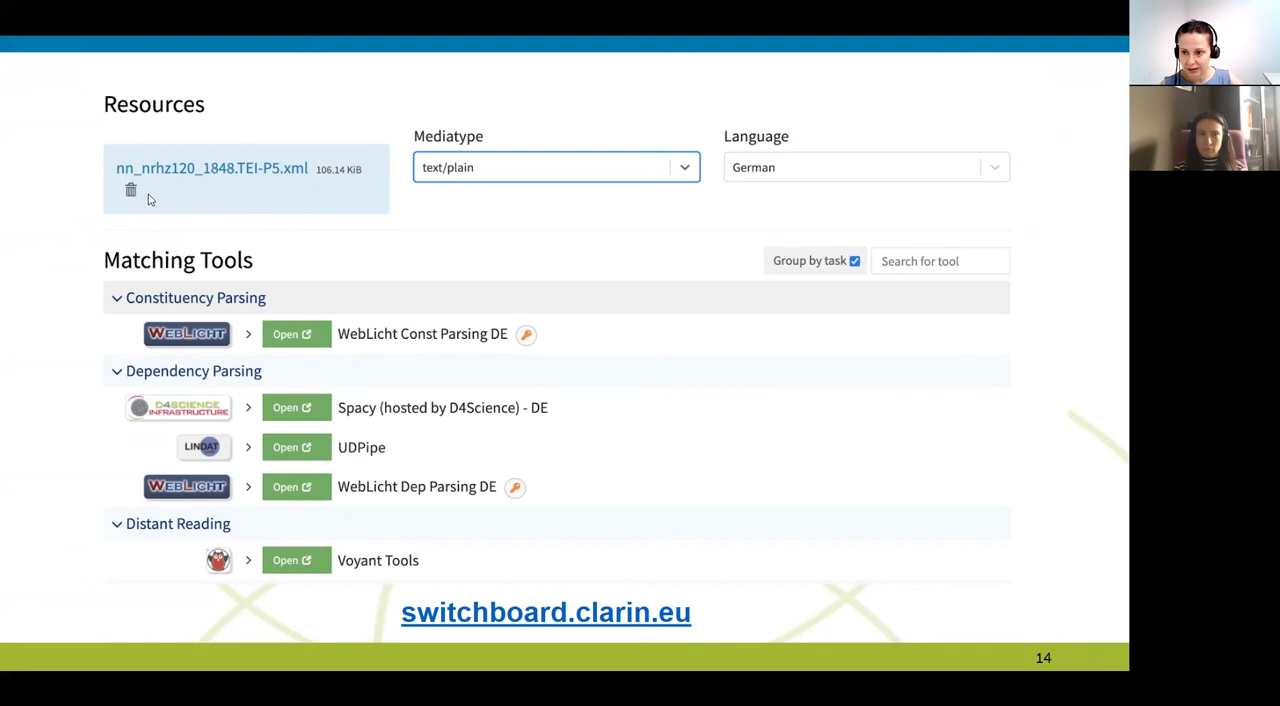 Resources
Mediatype
Language
nn_nrhz120_1848.TEI-P5.xml 106.14 KiB
text/plain
German
Matching Tools
Group by task
Search for tool
Constituency Parsing
WEBLICHT
Open
WebLicht Const Parsing DE
Dependency Parsing
D4SCIENCE INFRASTRUCTURE
Open
Spacy (hosted by D4Science) - DE
LINDAT
Open
UDPipe
WEBLICHT
Open
WebLicht Dep Parsing DE
Distant Reading
Open
Voyant Tools
switchboard.clarin.eu
14